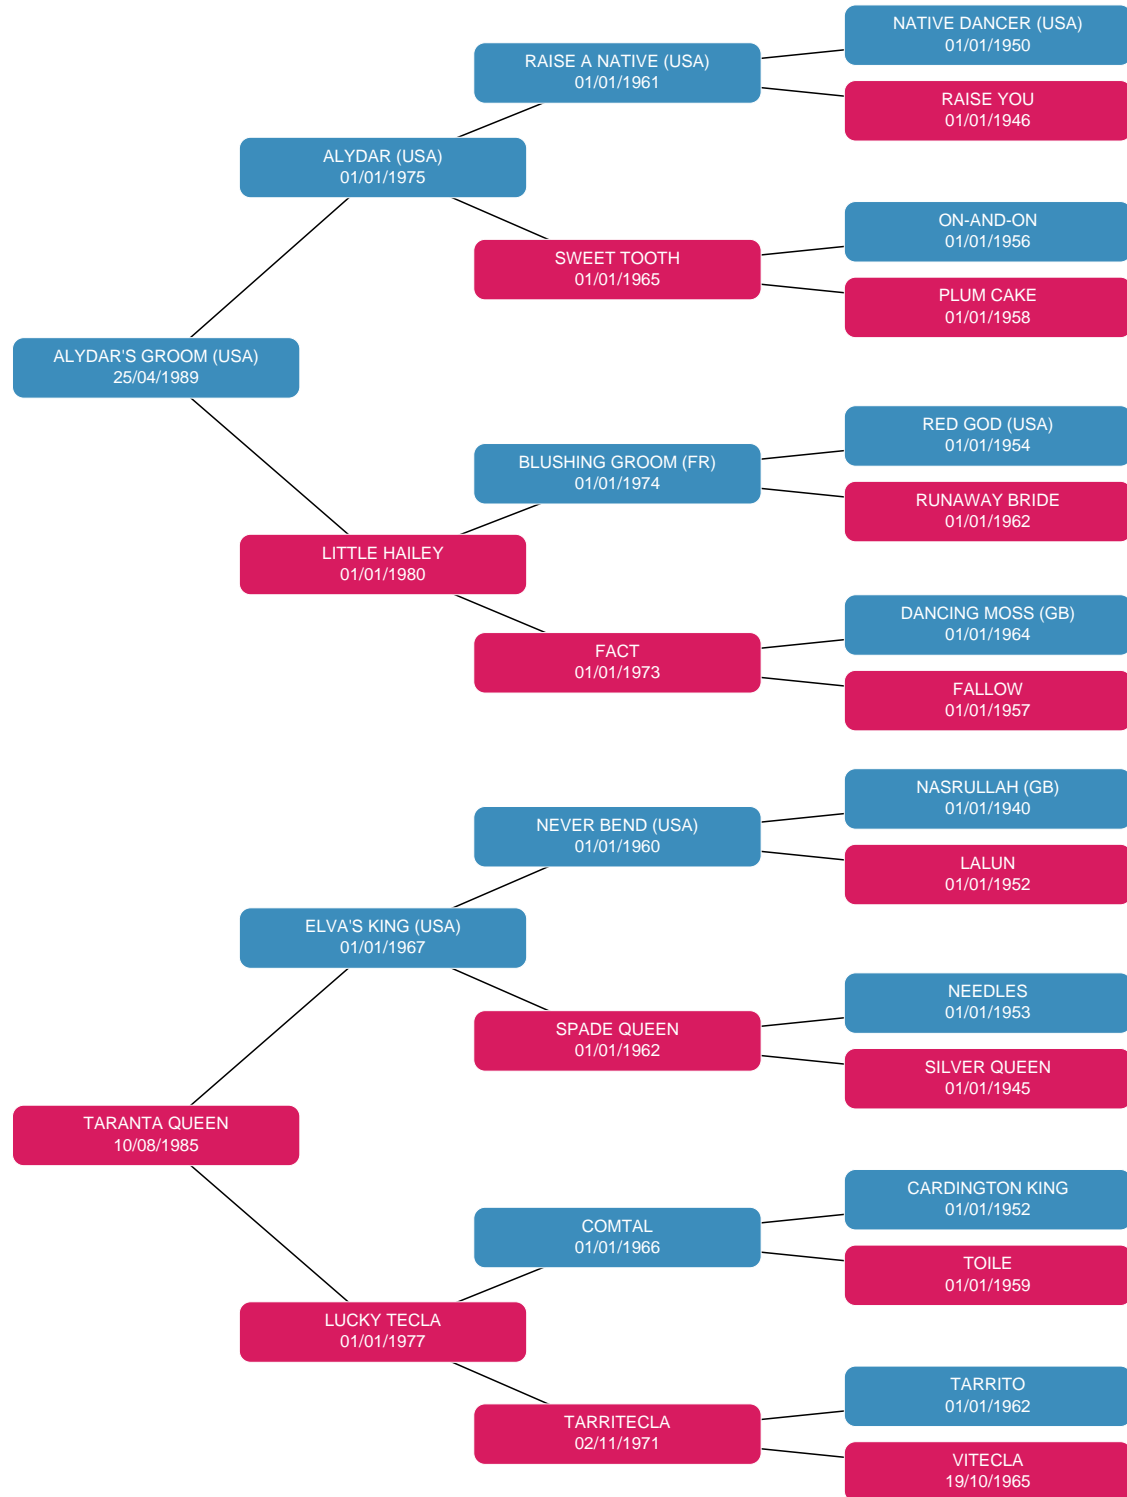 NATIVE DANCER (USA)
01/01/1950
RAISE A NATIVE (USA)
01/01/1961
RAISE YOU
01/01/1946
ALYDAR (USA)
01/01/1975
ON-AND-ON
01/01/1956
SWEET TOOTH
01/01/1965
PLUM CAKE
01/01/1958
ALYDAR'S GROOM (USA)
25/04/1989
RED GOD (USA)
01/01/1954
BLUSHING GROOM (FR)
01/01/1974
RUNAWAY BRIDE
01/01/1962
LITTLE HAILEY
01/01/1980
DANCING MOSS (GB)
01/01/1964
FACT
01/01/1973
FALLOW
01/01/1957
NASRULLAH (GB)
01/01/1940
NEVER BEND (USA)
01/01/1960
LALUN
01/01/1952
ELVA'S KING (USA)
01/01/1967
NEEDLES
01/01/1953
SPADE QUEEN
01/01/1962
SILVER QUEEN
01/01/1945
TARANTA QUEEN
10/08/1985
CARDINGTON KING
01/01/1952
COMTAL
01/01/1966
TOILE
01/01/1959
LUCKY TECLA
01/01/1977
TARRITO
01/01/1962
TARRITECLA
02/11/1971
VITECLA
19/10/1965